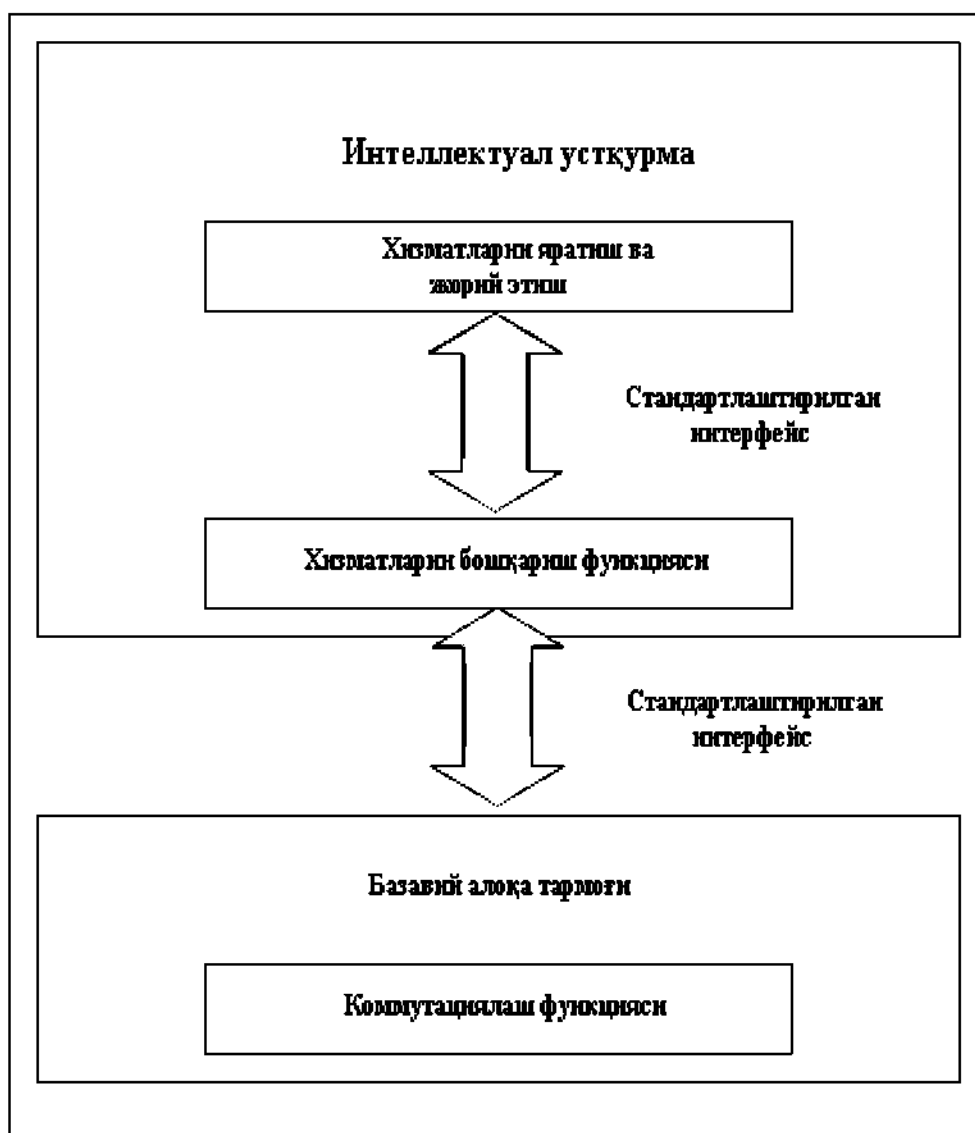 Интеллектуал устқурма
Хизматларни яратиш ва
жорий этиш
Стандартлаштирилган
интерфейс
Хизматларни бошқариш функцияси
Стандартлаштирилган
интерфейс
Базавий алоқа тармоғи
Коммутациялаш функцияси